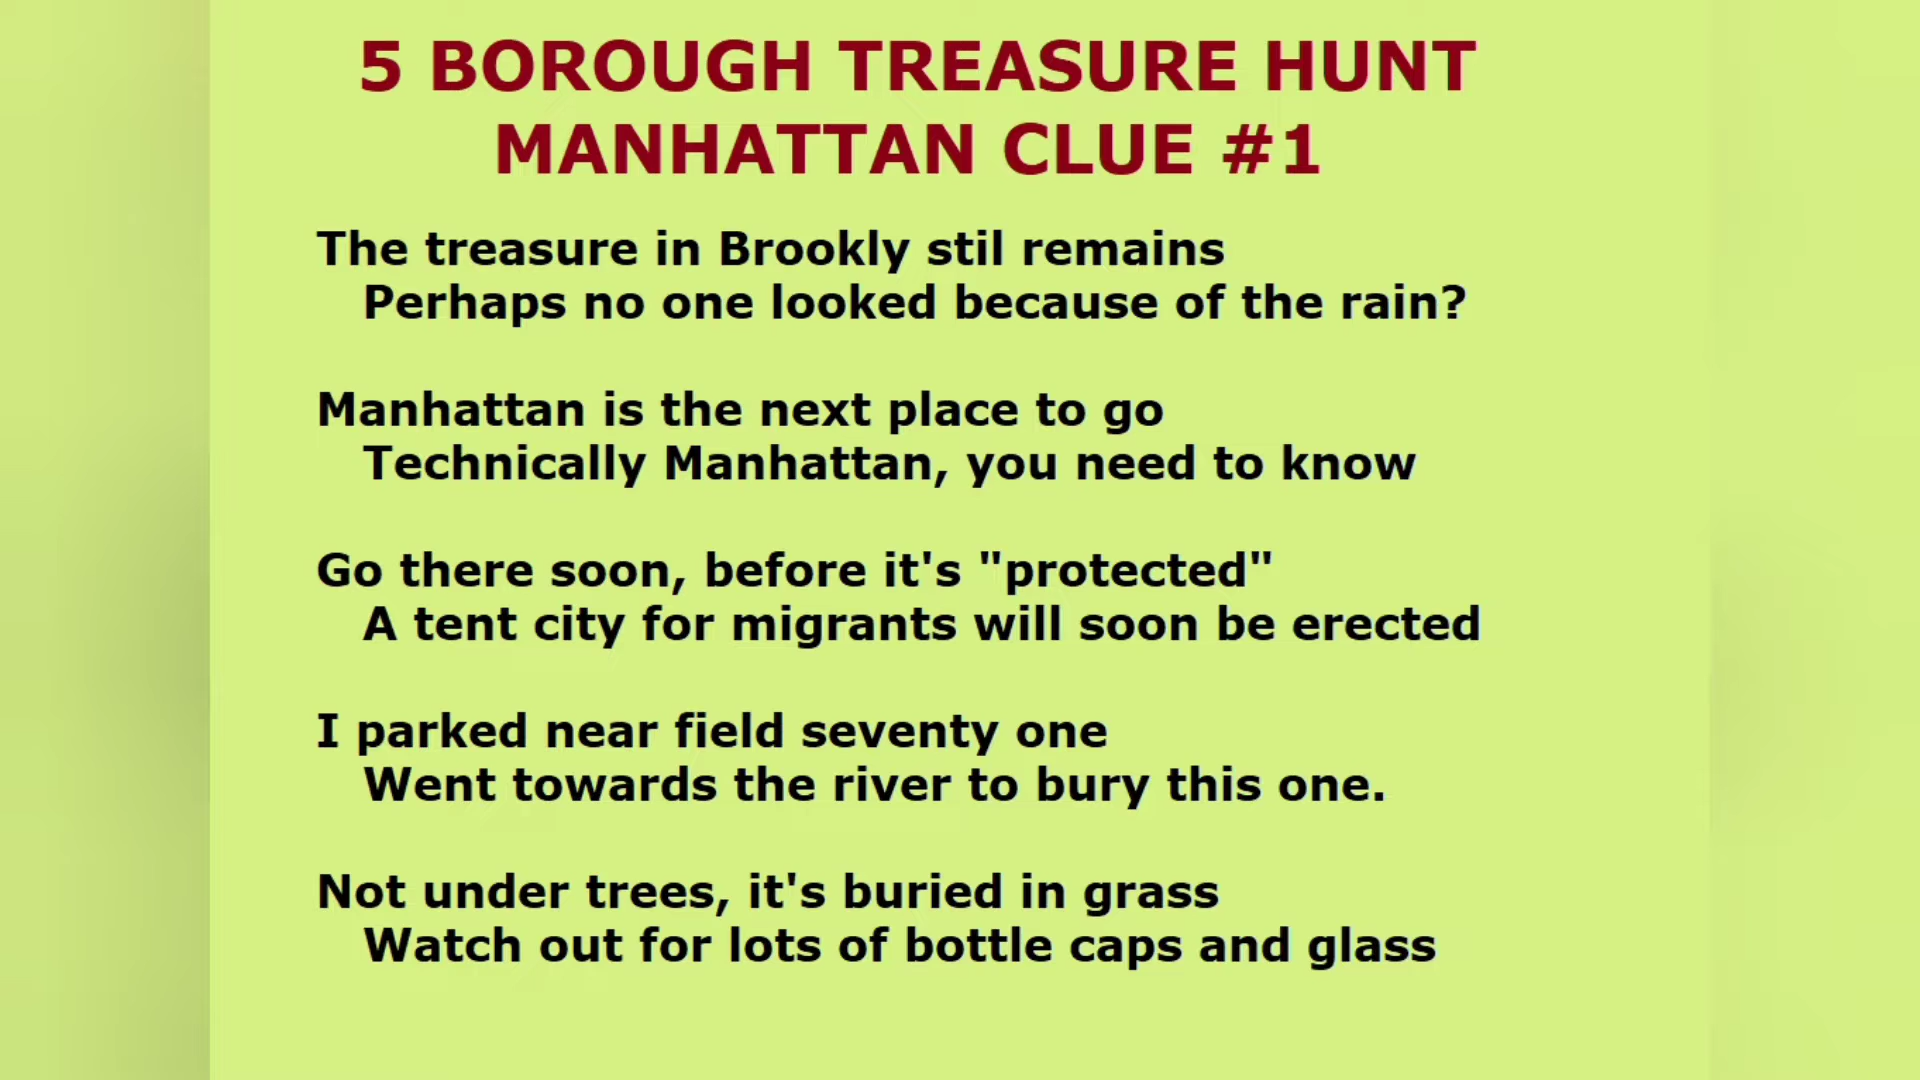 5 BOROUGH TREASURE HUNT
MANHATTAN CLUE #1
The treasure in Brookly stil remains
Perhaps no one looked because of the rain?
Manhattan is the next place to go
Technically Manhattan, you need to know
Go there soon, before it's "protected"
A tent city for migrants will soon be erected
I parked near field seventy one
Went towards the river to bury this one.
Not under trees, it's buried in grass
Watch out for lots of bottle caps and glass